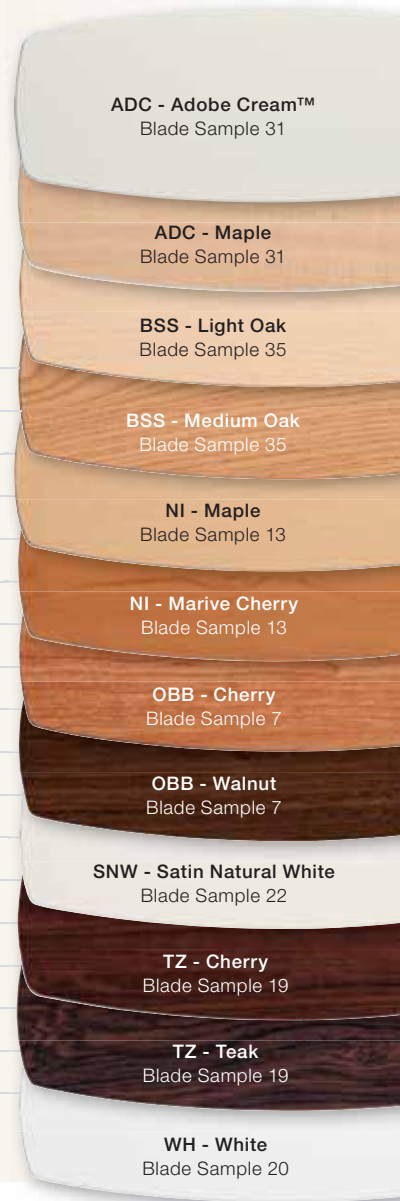 ADC - Adobe Cream™
Blade Sample 31
ADC - Maple
Blade Sample 31
BSS - Light Oak
Blade Sample 35
BSS - Medium Oak
Blade Sample 35
NI - Maple
Blade Sample 13
NI - Marive Cherry
Blade Sample 13
OBB - Cherry
Blade Sample 7
OBB - Walnut
Blade Sample 7
SNW - Satin Natural White
Blade Sample 22
TZ - Cherry
Blade Sample 19
TZ - Teak
Blade Sample 19
WH - White
Blade Sample 20